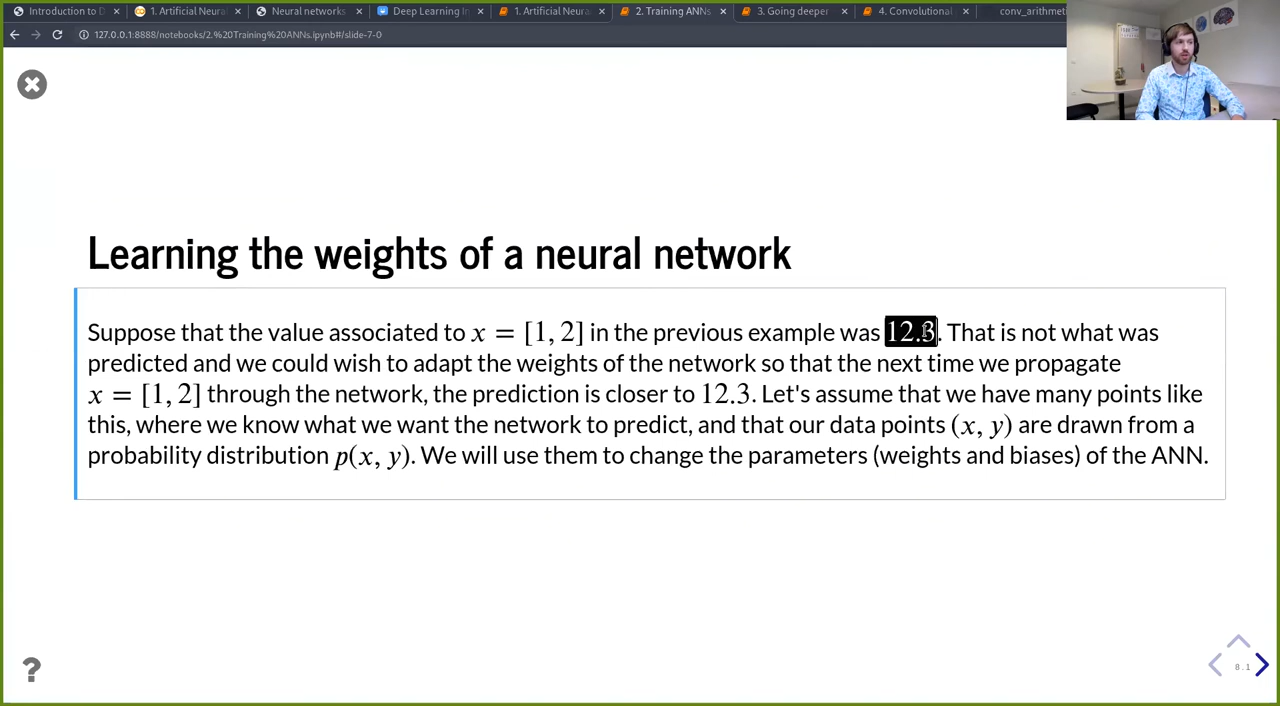 Introduction to D
1. Artificial Neura
Neural networks
Deep Learning In
1. Artificial Neura
2. Training ANNs
3. Going deeper
4. Convolutional
conv_arithmet
127.0.0.1:8888/notebooks/2.%20Training%20ANNs.ipynb#/slide-7-0
Learning the weights of a neural network
Suppose that the value associated to x = [1, 2] in the previous example was 12.3. That is not what was
predicted and we could wish to adapt the weights of the network so that the next time we propagate
x = [1, 2] through the network, the prediction is closer to 12.3. Let's assume that we have many points like
this, where we know what we want the network to predict, and that our data points (x, y) are drawn from a
probability distribution p(x, y). We will use them to change the parameters (weights and biases) of the ANN.
?
8.1